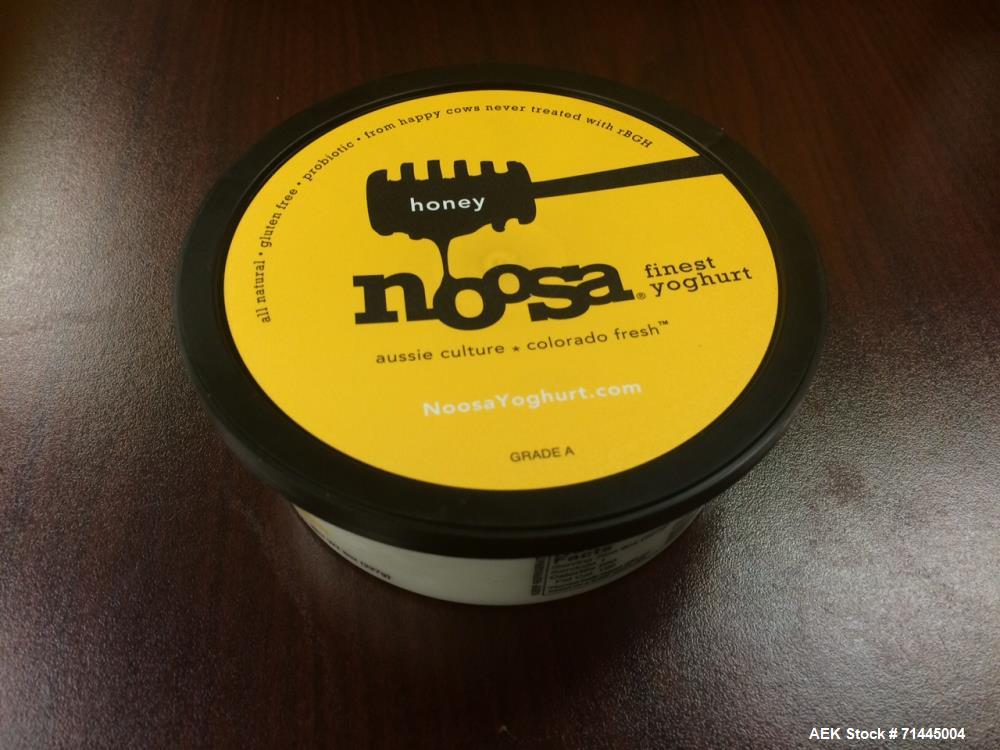 all natural • gluten free • probiotic • from happy cows never treated with rBGH
honey
noosa® finest
yoghurt
aussie culture ★ colorado fresh™
NoosaYoghurt.com
GRADE A
Facts
AEK Stock # 71445004